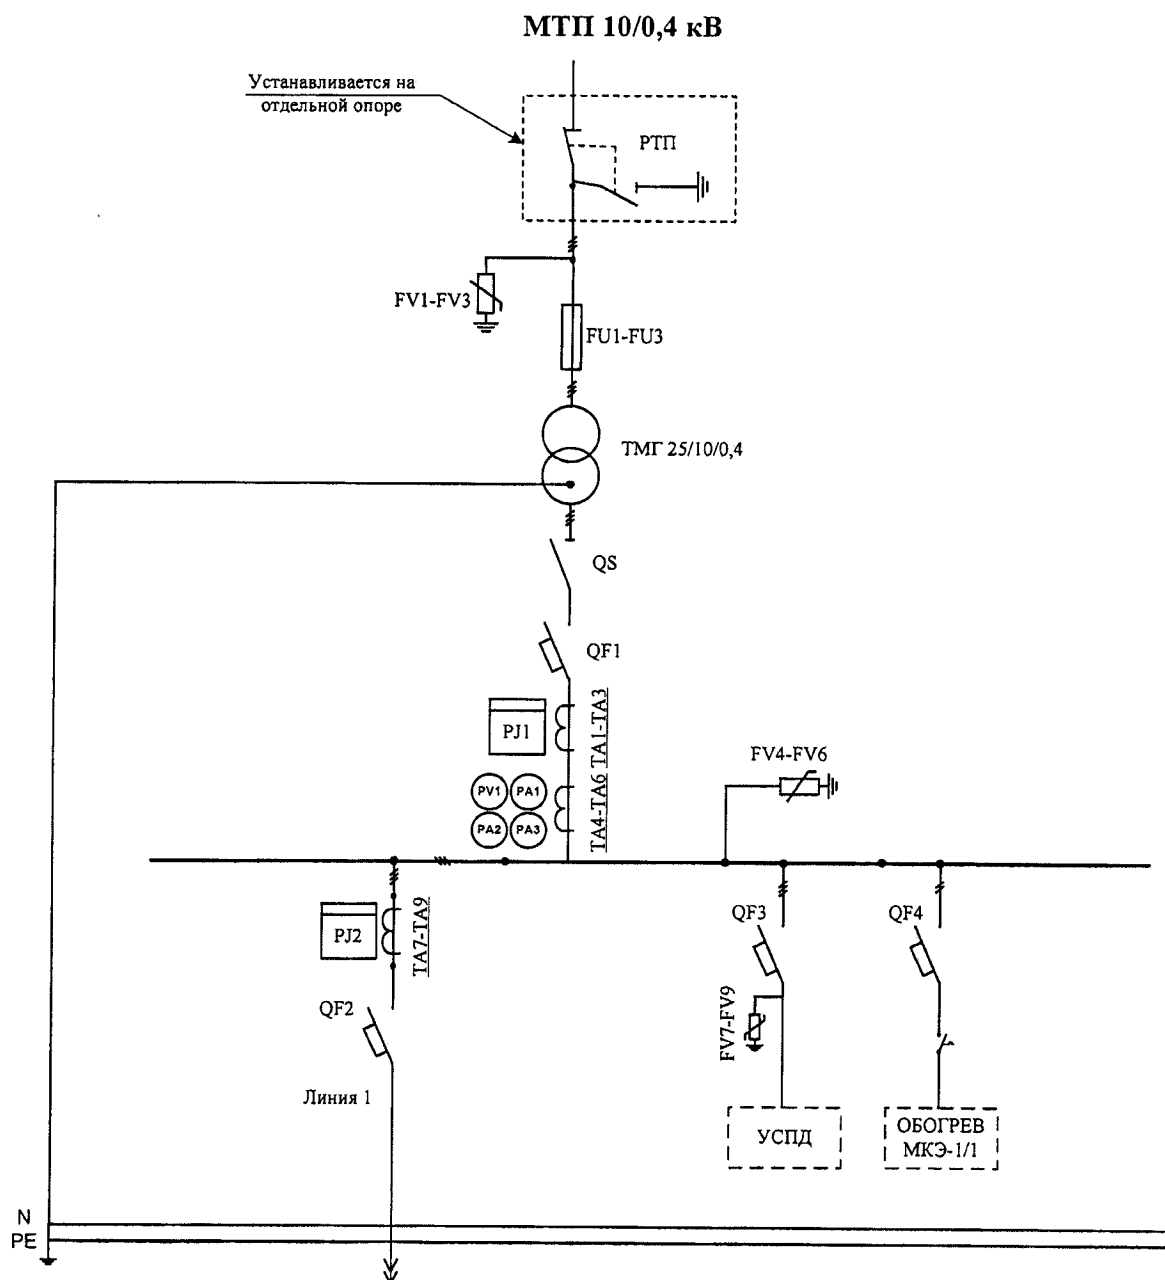 МТП 10/0,4 кВ
Устанавливается на
отдельной опоре
РТП
FV1-FV3
FU1-FU3
ТМГ 25/10/0,4
QS
QF1
PJ1
TA1-TA3
PV1
PA1
PA2
PA3
TA4-TA6
FV4-FV6
PJ2
TA7-TA9
QF3
QF4
QF2
FV7-FV9
Линия 1
УСПД
ОБОГРЕВ
МКЭ-1/1
N
PE